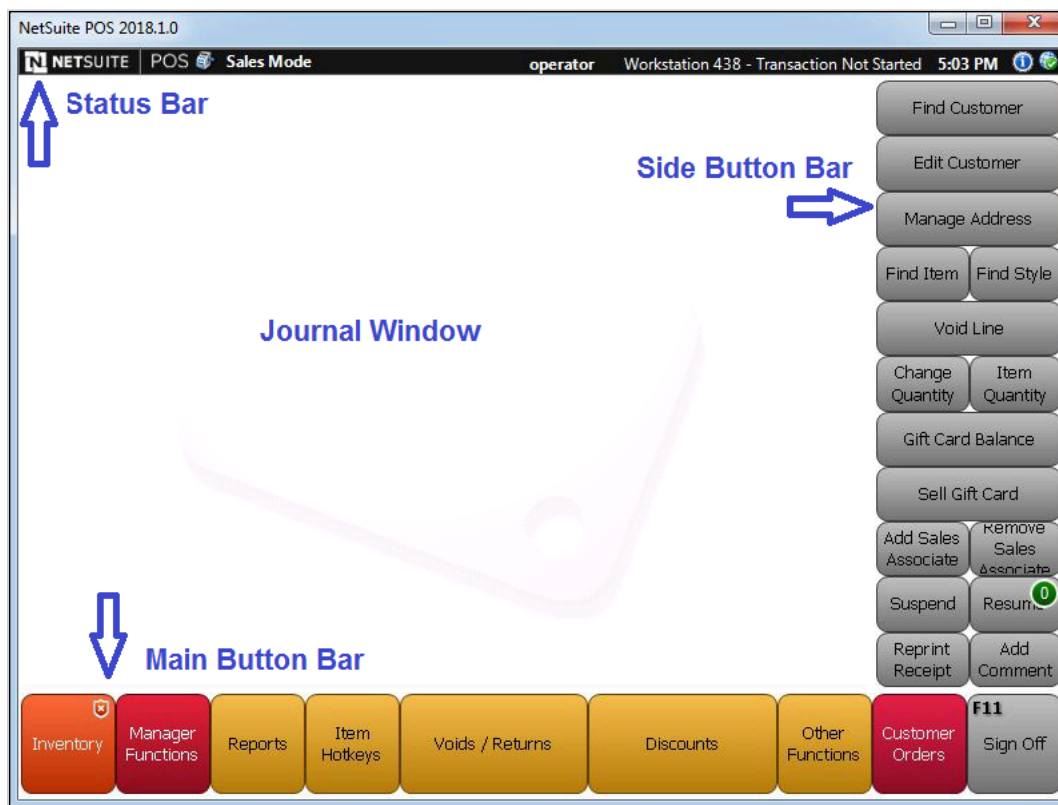 NetSuite POS 2018.1.0
NETSUITE POS Sales Mode operator Workstation 438 - Transaction Not Started 5:03 PM
Status Bar
Find Customer
Side Button Bar
Edit Customer
Manage Address
Find Item Find Style
Journal Window
Void Line
Change Quantity
Item Quantity
Gift Card Balance
Sell Gift Card
Add Sales Associate
Remove Sales Associate
Suspend
Resume
0
Main Button Bar
Reprint Receipt
Add Comment
Inventory
Manager Functions
Reports
Item Hotkeys
Voids / Returns
Discounts
Other Functions
Customer Orders
F11
Sign Off